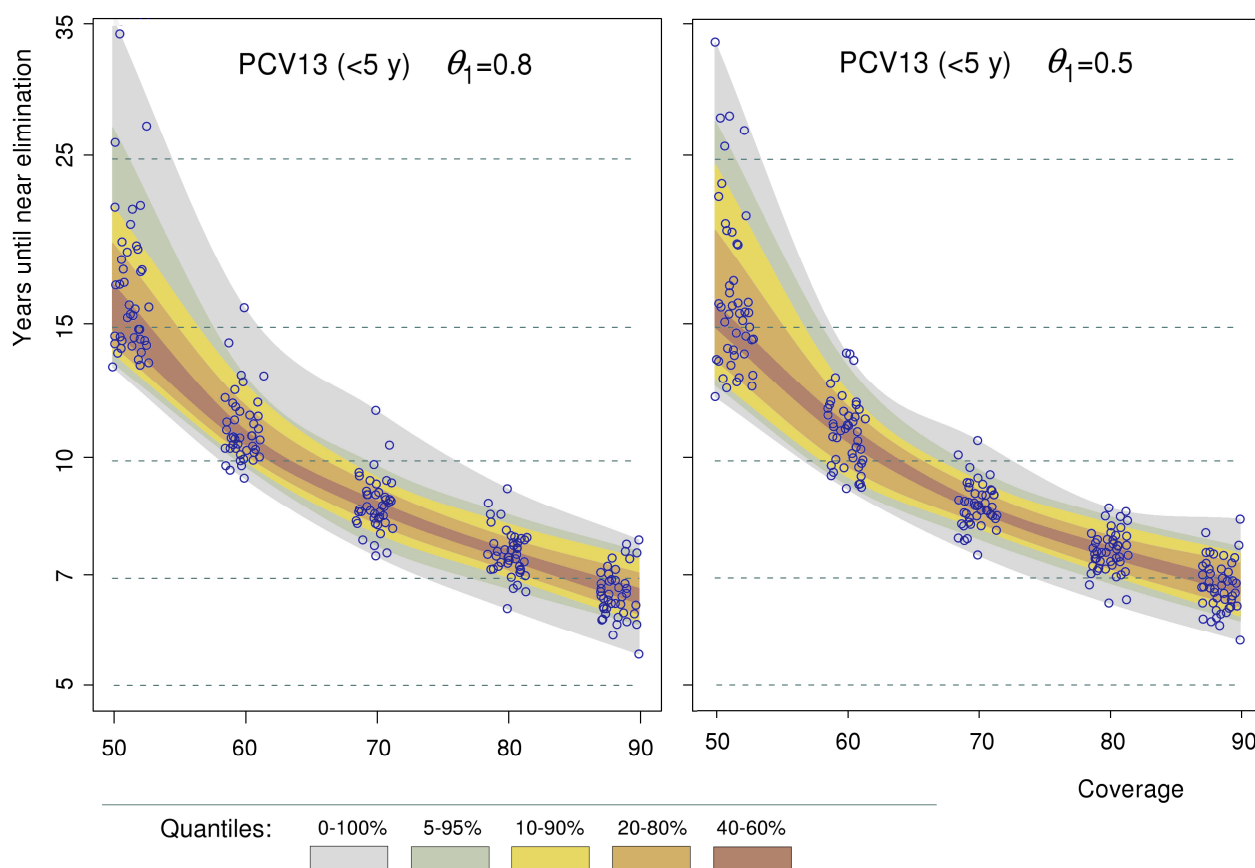 PCV13 (<5 y) θ1=0.8
PCV13 (<5 y) θ1=0.5
Years until near elimination
35
25
15
10
7
5
50 60 70 80 90
50 60 70 80 90
Coverage
Quantiles: 0-100% 5-95% 10-90% 20-80% 40-60%